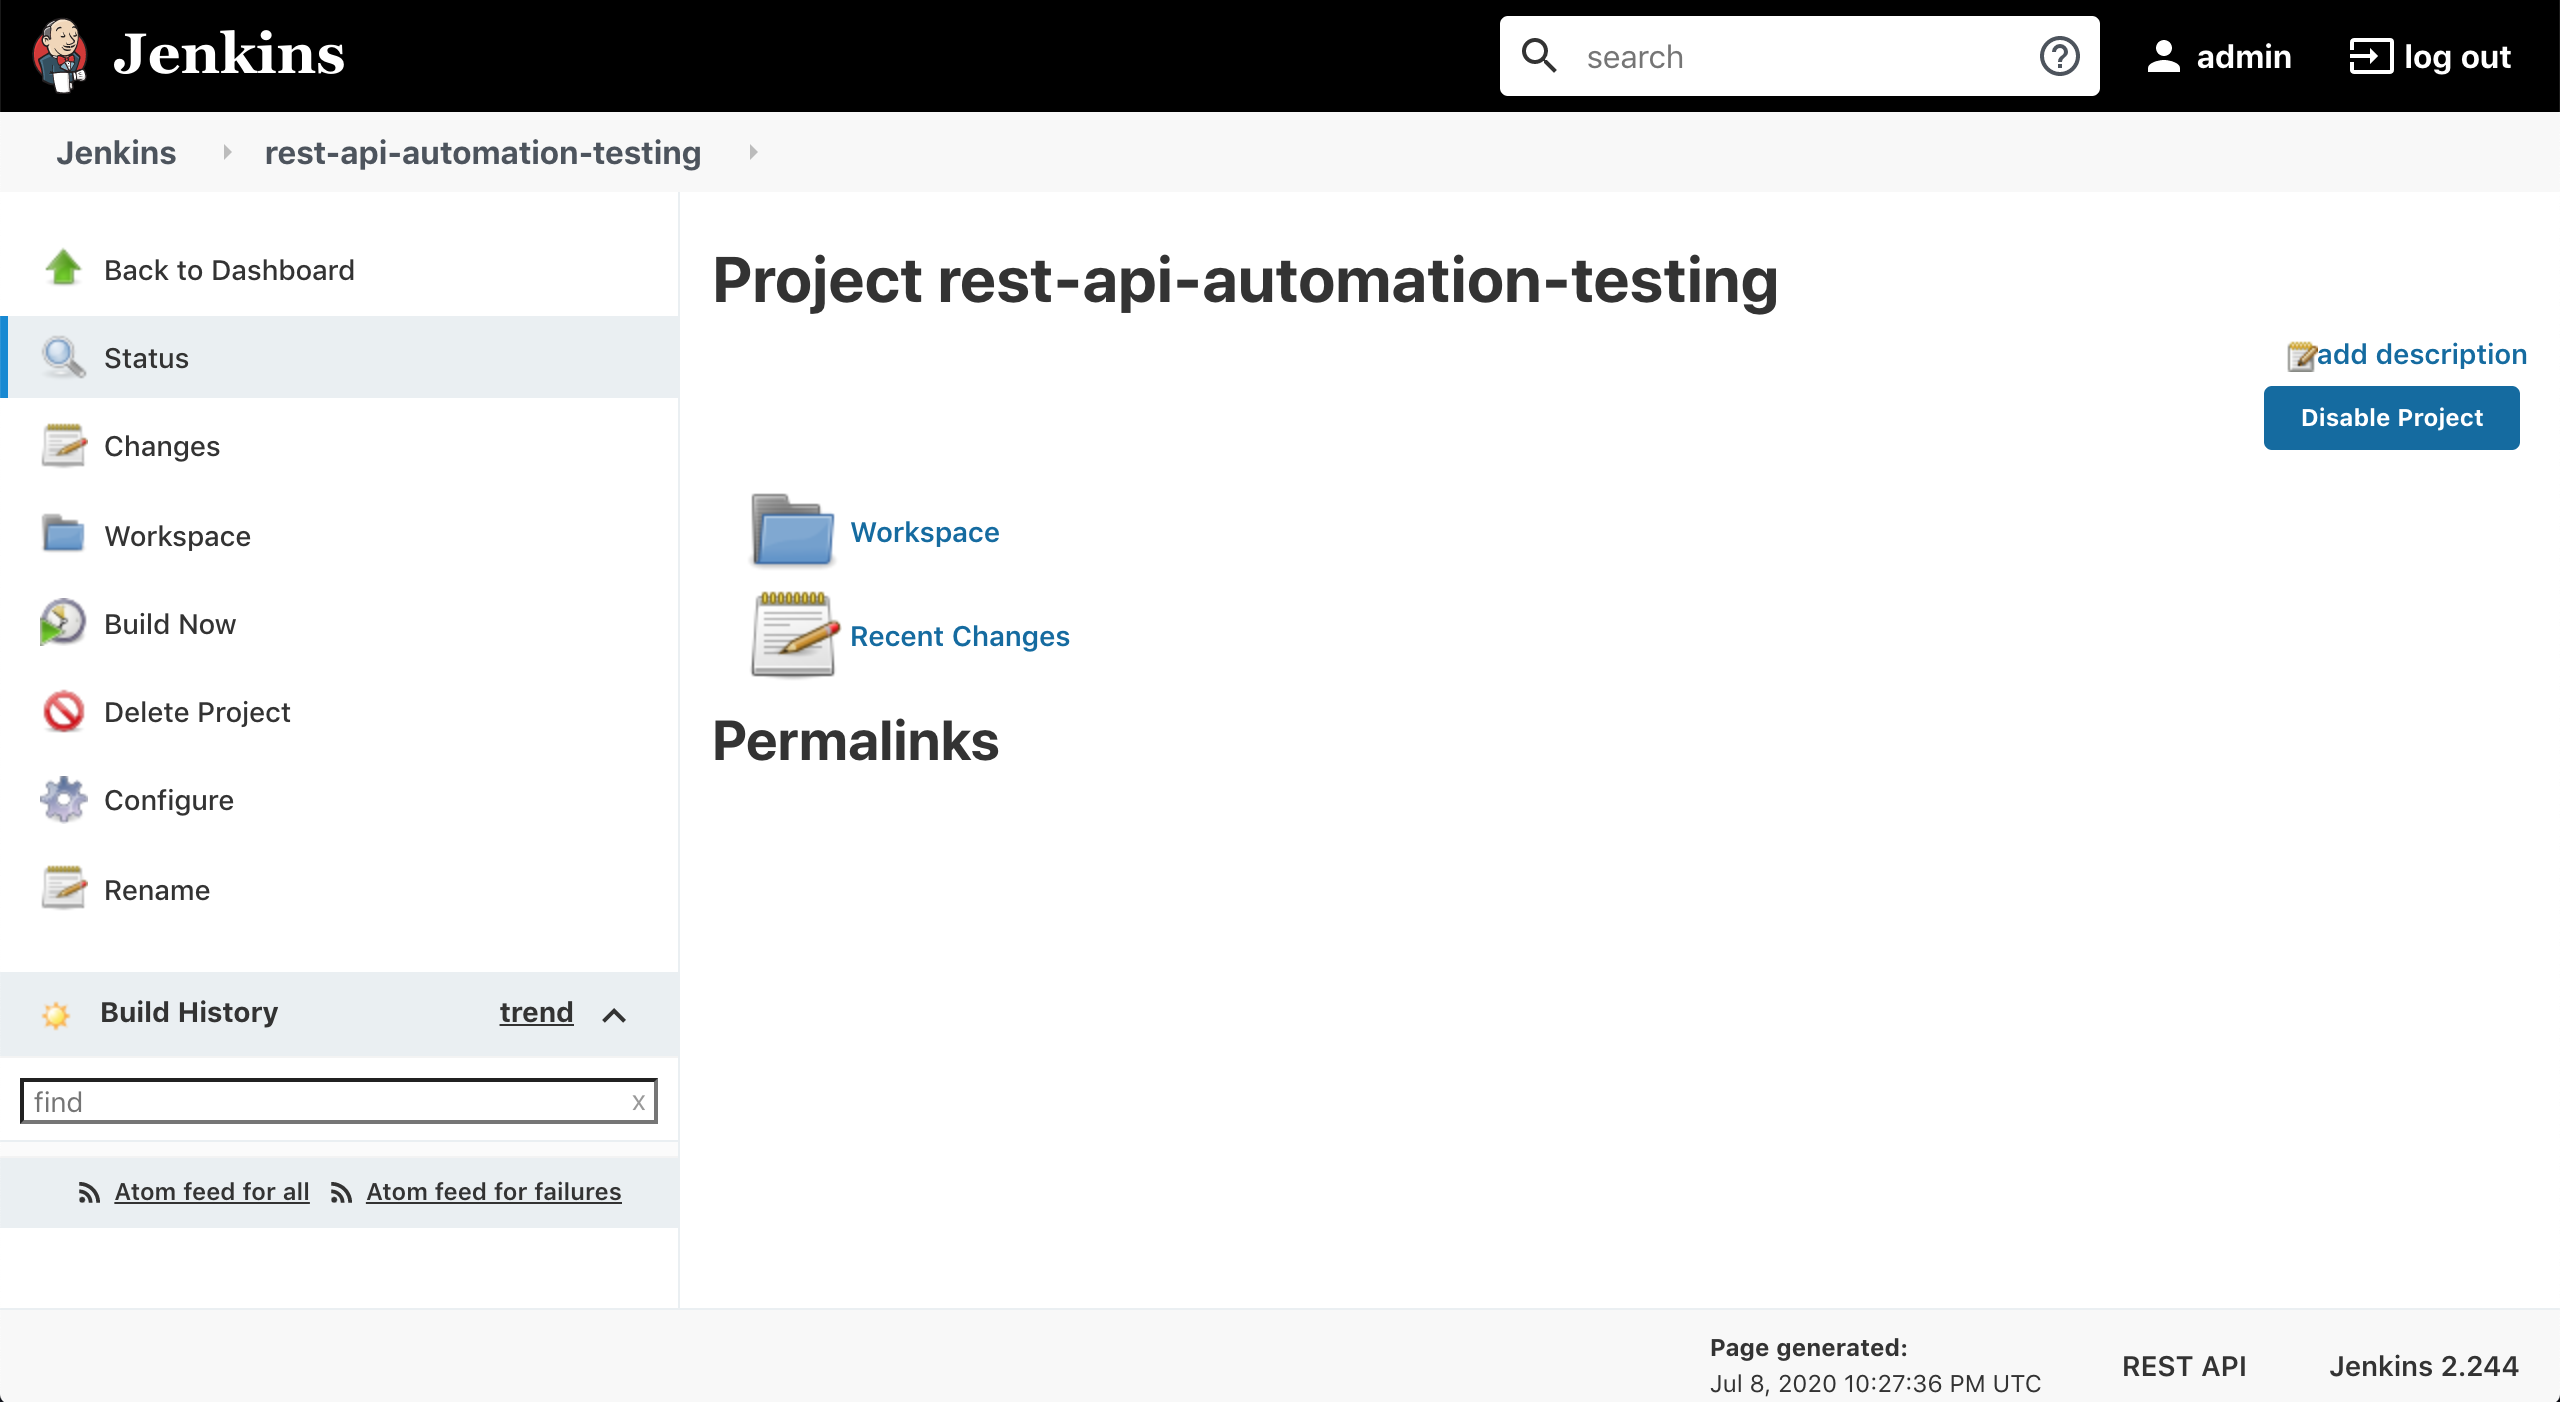 Jenkins
search
admin
log out
Jenkins
rest-api-automation-testing
Back to Dashboard
Status
Changes
Workspace
Build Now
Delete Project
Configure
Rename
Build History
trend
find
x
Atom feed for all
Atom feed for failures
Project rest-api-automation-testing
add description
Disable Project
Workspace
Recent Changes
Permalinks
Page generated:
Jul 8, 2020 10:27:36 PM UTC
REST API
Jenkins 2.244